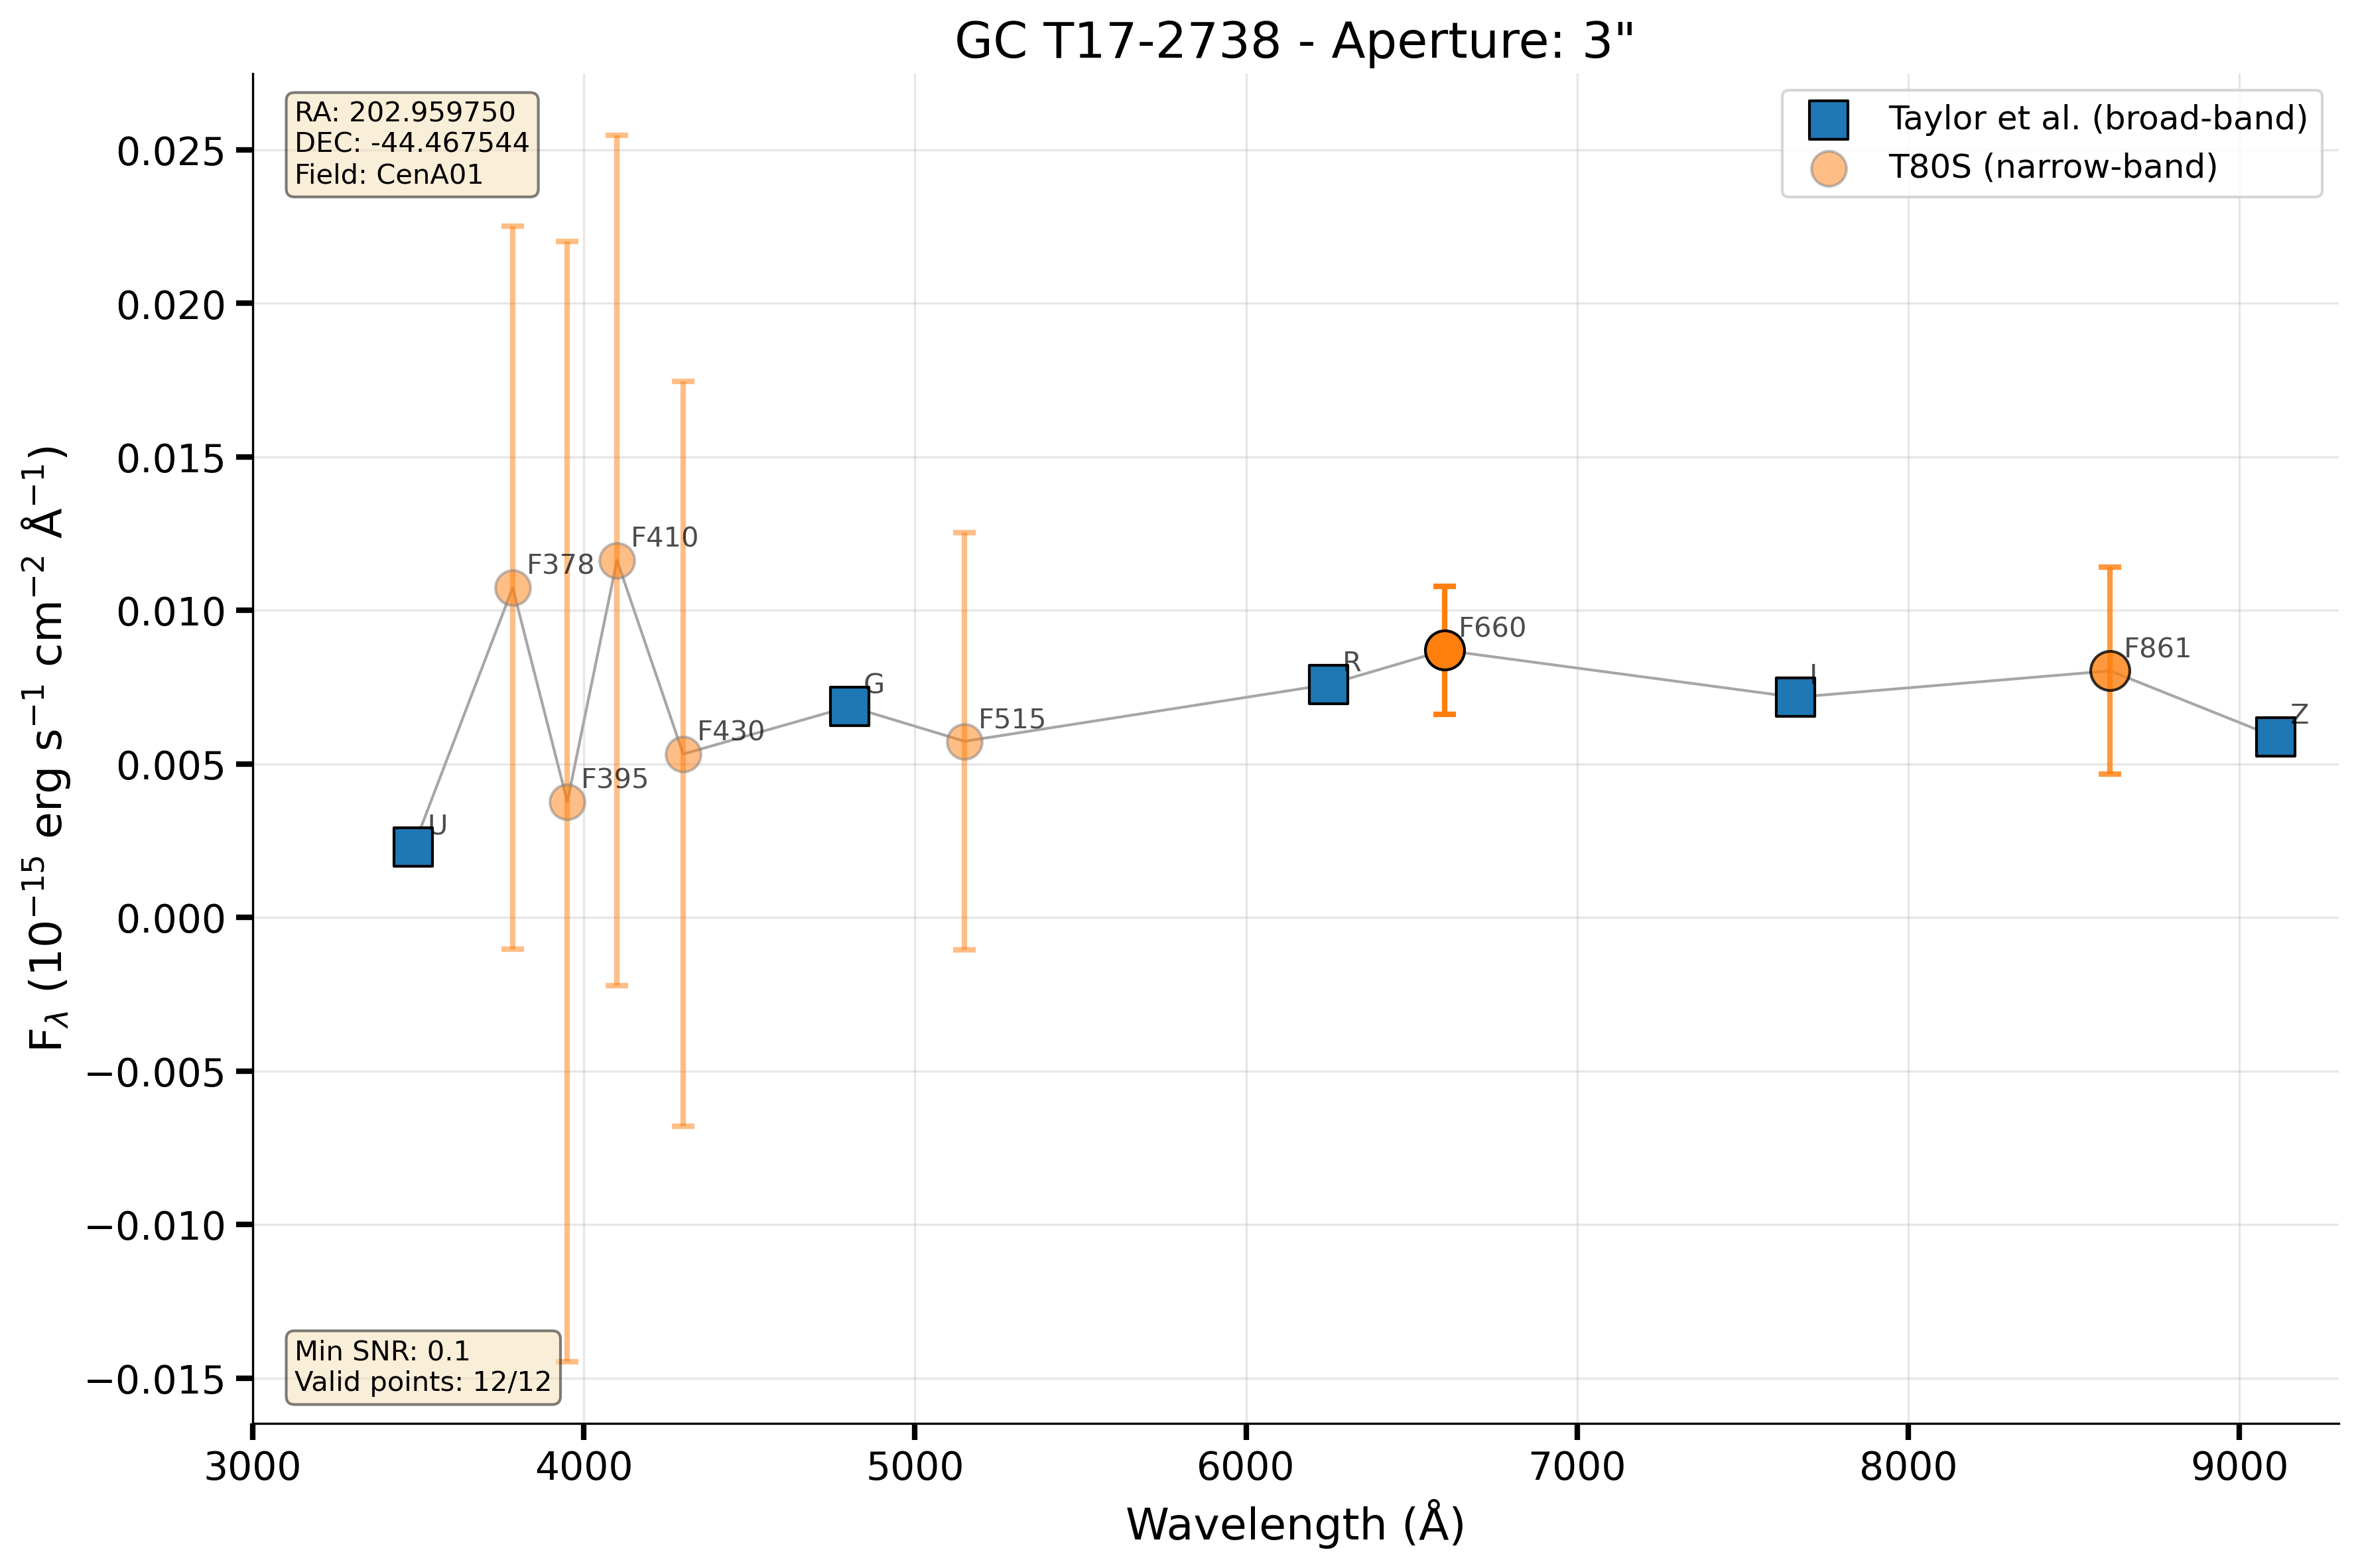 GC T17-2738 - Aperture: 3"
RA: 202.959750
DEC: -44.467544
Field: CenA01
Taylor et al. (broad-band)
T80S (narrow-band)
0.025
0.020
0.015
0.010
0.005
0.000
−0.005
−0.010
−0.015
F_λ (10⁻¹⁵ erg s⁻¹ cm⁻² Å⁻¹)
U
F378
F395
F410
F430
G
F515
R
F660
I
F861
Z
Min SNR: 0.1
Valid points: 12/12
3000
4000
5000
6000
7000
8000
9000
Wavelength (Å)